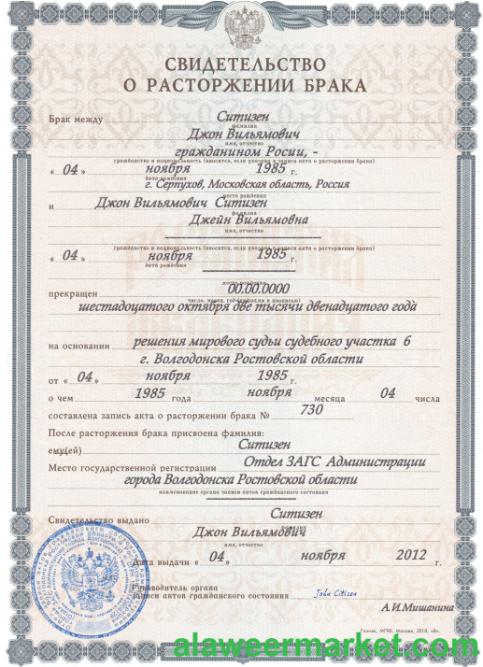 СВИДЕТЕЛЬСТВО
О РАСТОРЖЕНИИ БРАКА
Брак между Ситизен
фамилия
Джон Вильямович
имя, отчество
гражданином Росии, -
гражданство и национальность (вносится, если указано в записи акта о расторжении брака)
« 04 » ноября 1985 г.
дата рождения
г. Серпухов, Московская область, Россия
место рождения
и Джон Вильямович Ситизен
фамилия
Джейн Вильямовна
имя, отчество
гражданство и национальность (вносится, если указано в записи акта о расторжении брака)
« 04 » ноября 1985 г.
дата рождения
место рождения
прекращен 00.00.0000
шестадоцатого октября две тысячи двенадцатого года
на основании решения мирового судьи судебного участка 6
г. Волгодонска Ростовской области
от « 04 » ноября 1985 г.
о чем 1985 года ноября месяца 04 числа
составлена запись акта о расторжении брака № 730
После расторжения брака присвоена фамилия:
ему(ей) Ситизен
Место государственной регистрации Отдел ЗАГС Администрации
города Волгодонска Ростовской области
наименование органа записи актов гражданского состояния
Свидетельство выдано Ситизен
фамилия
Джон Вильямович
имя, отчество
Дата выдачи « 04 » ноября 2012 г.
Руководитель органа
записи актов гражданского состояния John Citizen
А.И.Мишанина
Гознак, МПФ, Москва, 2010, «В».
alaweermarket.com